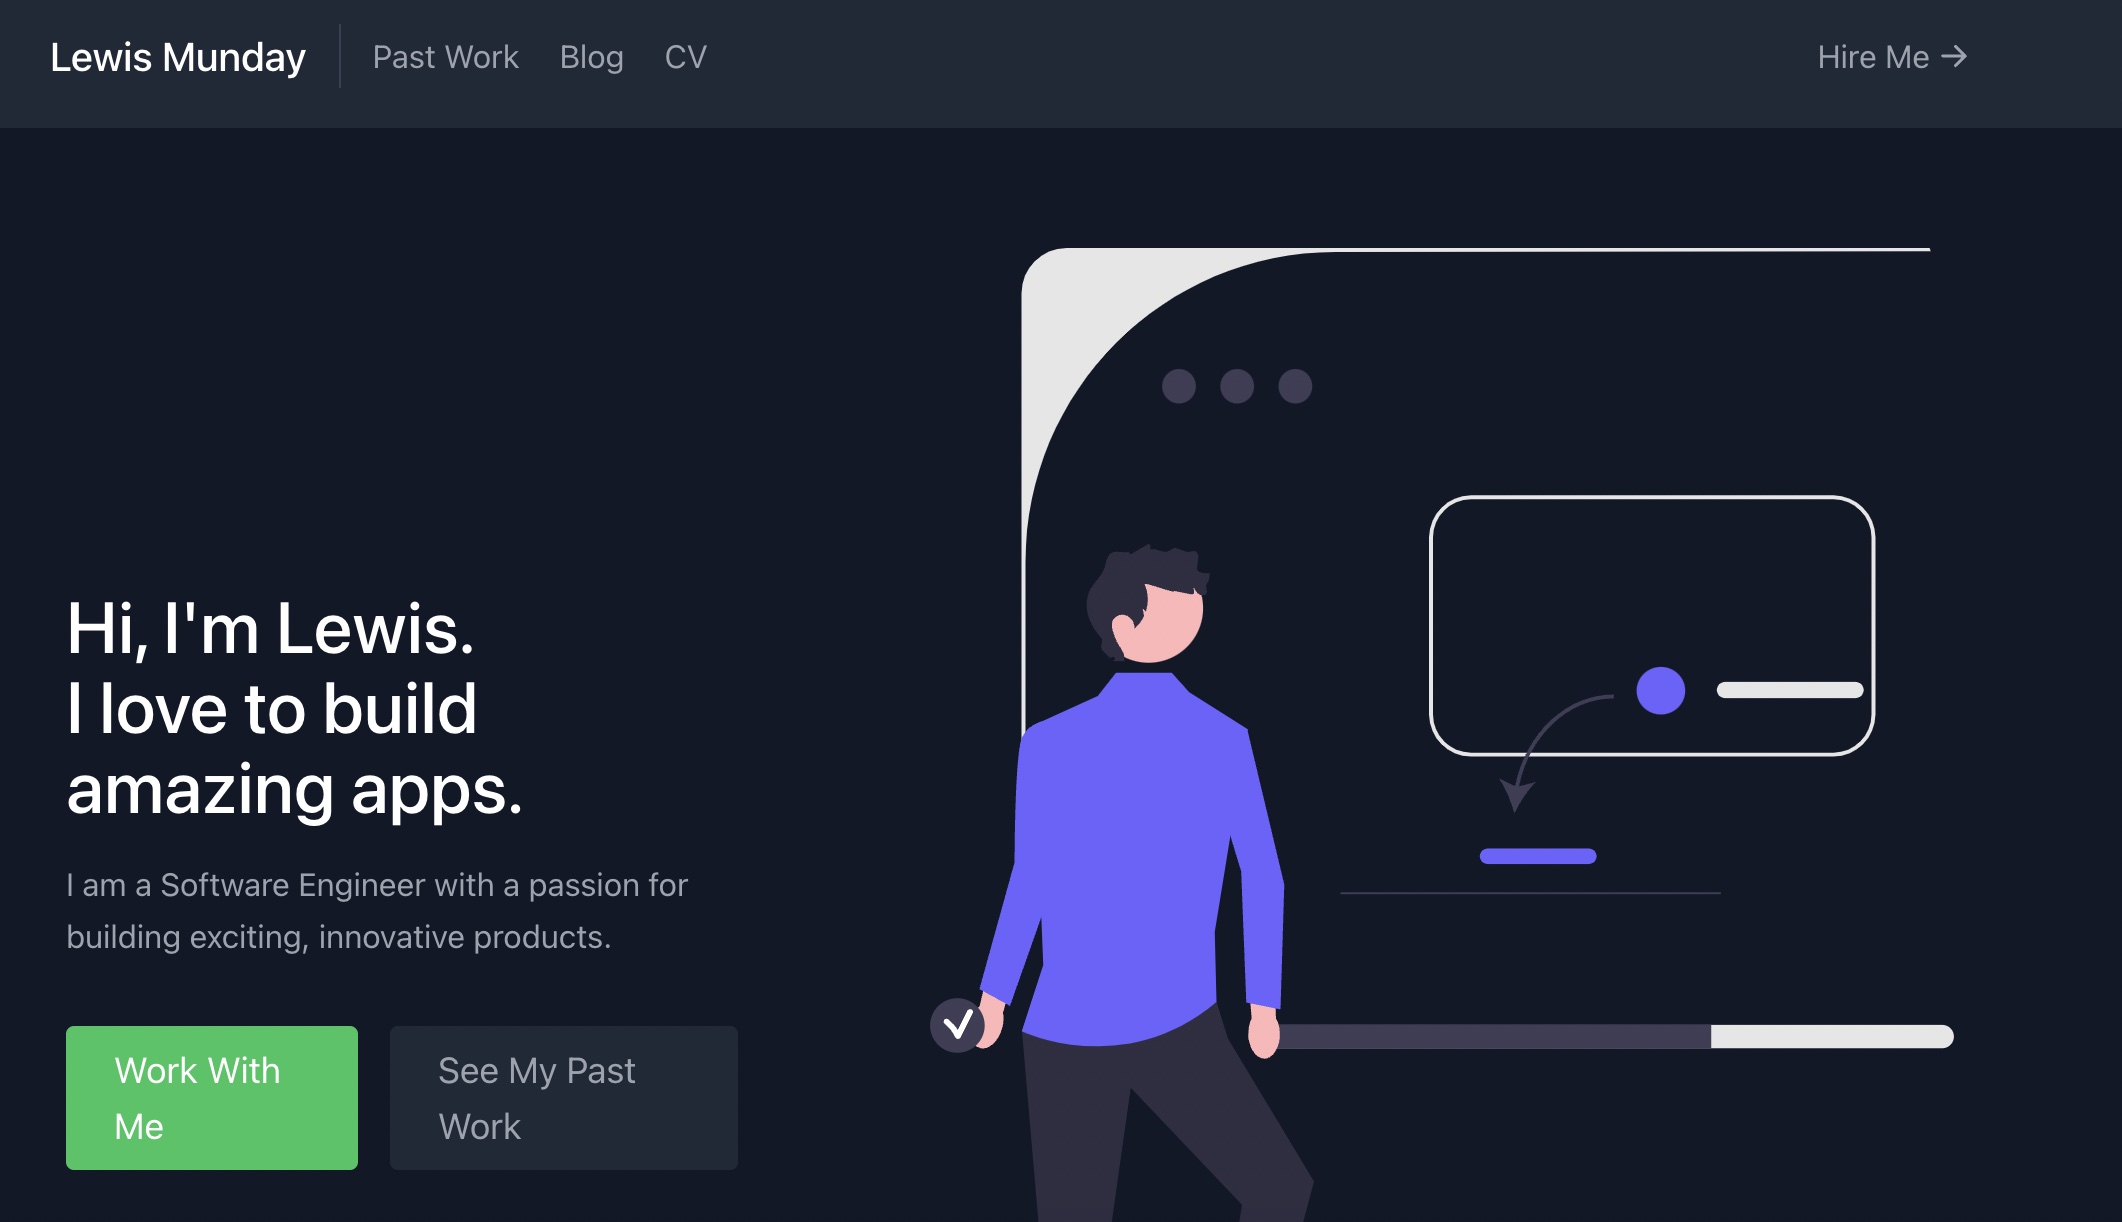 Lewis Munday
Past Work
Blog
CV
Hire Me →
Hi, I'm Lewis.
I love to build
amazing apps.
I am a Software Engineer with a passion for
building exciting, innovative products.
Work With
Me
See My Past
Work